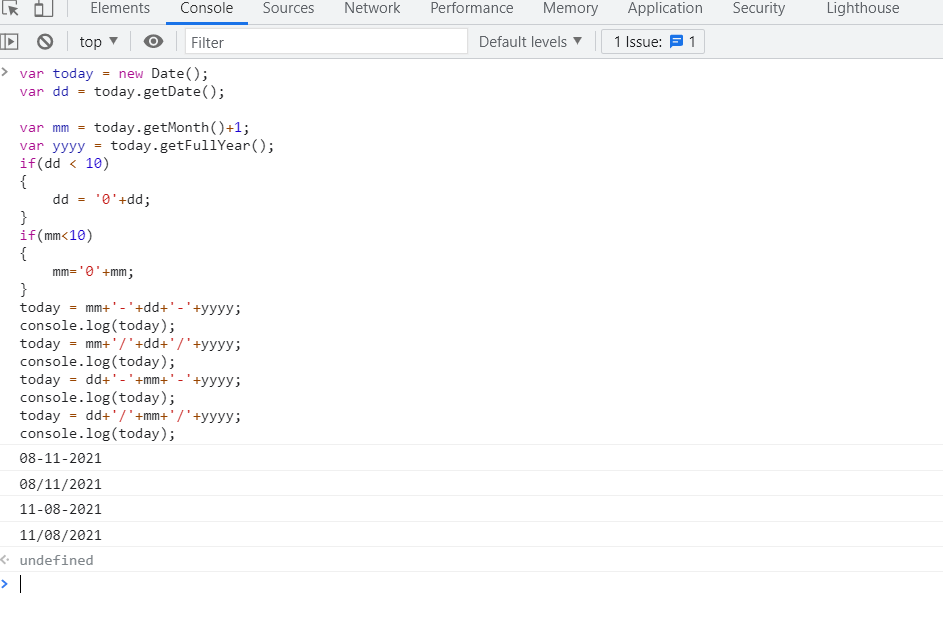 Elements Console Sources Network Performance Memory Application Security Lighthouse
top ▼ Filter Default levels ▼ 1 Issue: 1
> var today = new Date();
var dd = today.getDate();
var mm = today.getMonth()+1;
var yyyy = today.getFullYear();
if(dd < 10)
{
    dd = '0'+dd;
}
if(mm<10)
{
    mm='0'+mm;
}
today = mm+'-'+dd+'-'+yyyy;
console.log(today);
today = mm+'/'+dd+'/'+yyyy;
console.log(today);
today = dd+'-'+mm+'-'+yyyy;
console.log(today);
today = dd+'/'+mm+'/'+yyyy;
console.log(today);
08-11-2021
08/11/2021
11-08-2021
11/08/2021
undefined
>